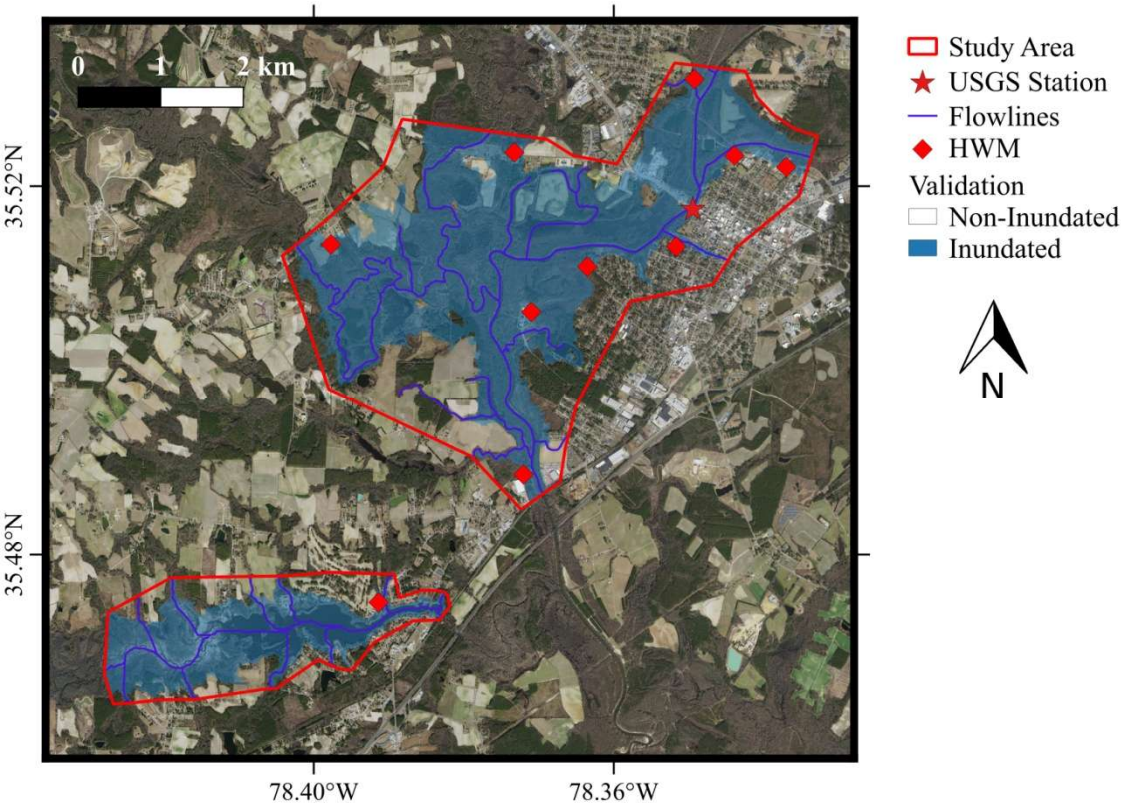 0 1 2 km
Study Area
USGS Station
Flowlines
HWM
Validation
Non-Inundated
Inundated
N
35.52°N
35.48°N
78.40°W 78.36°W